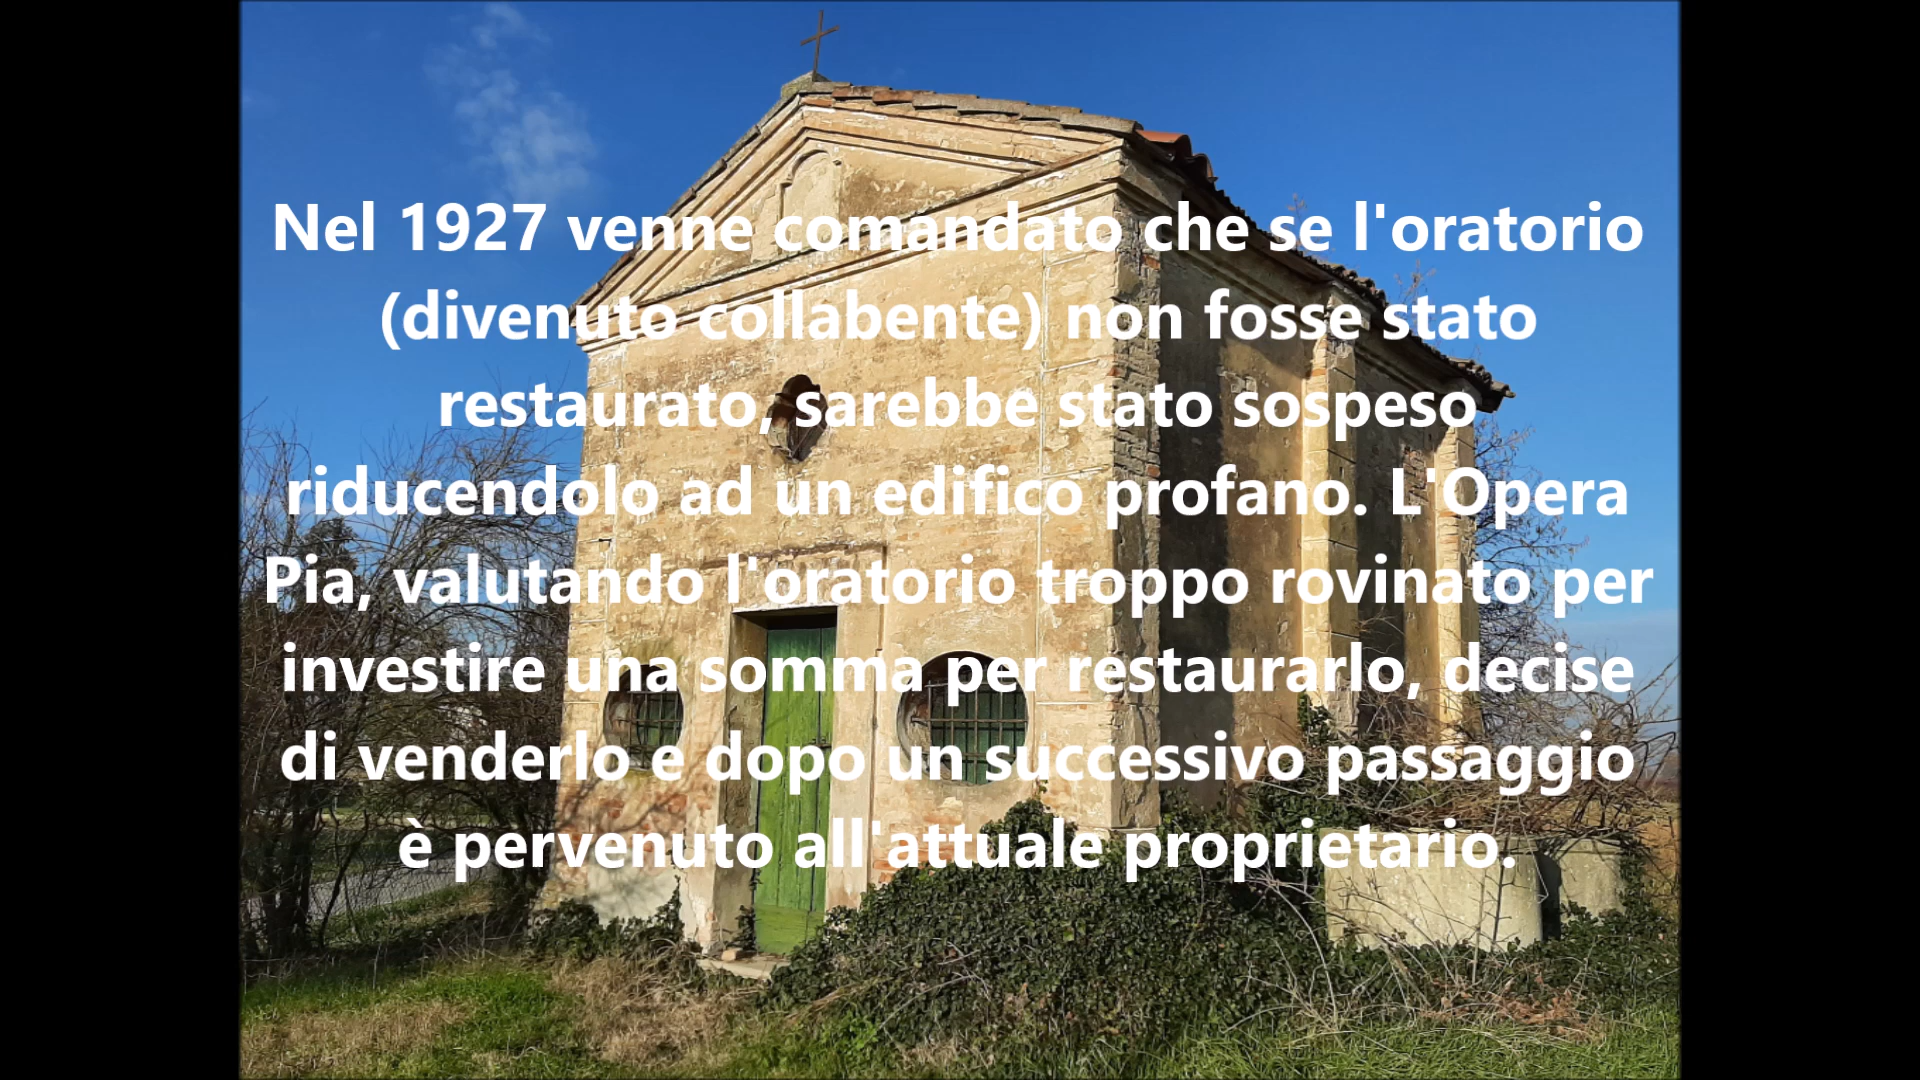 Nel 1927 venne comandato che se l'oratorio
(divenuto collabente) non fosse stato
restaurato, sarebbe stato sospeso
riducendolo ad un edifico profano. L'Opera
Pia, valutando l'oratorio troppo rovinato per
investire una somma per restaurarlo, decise
di venderlo e dopo un successivo passaggio
è pervenuto all'attuale proprietario.